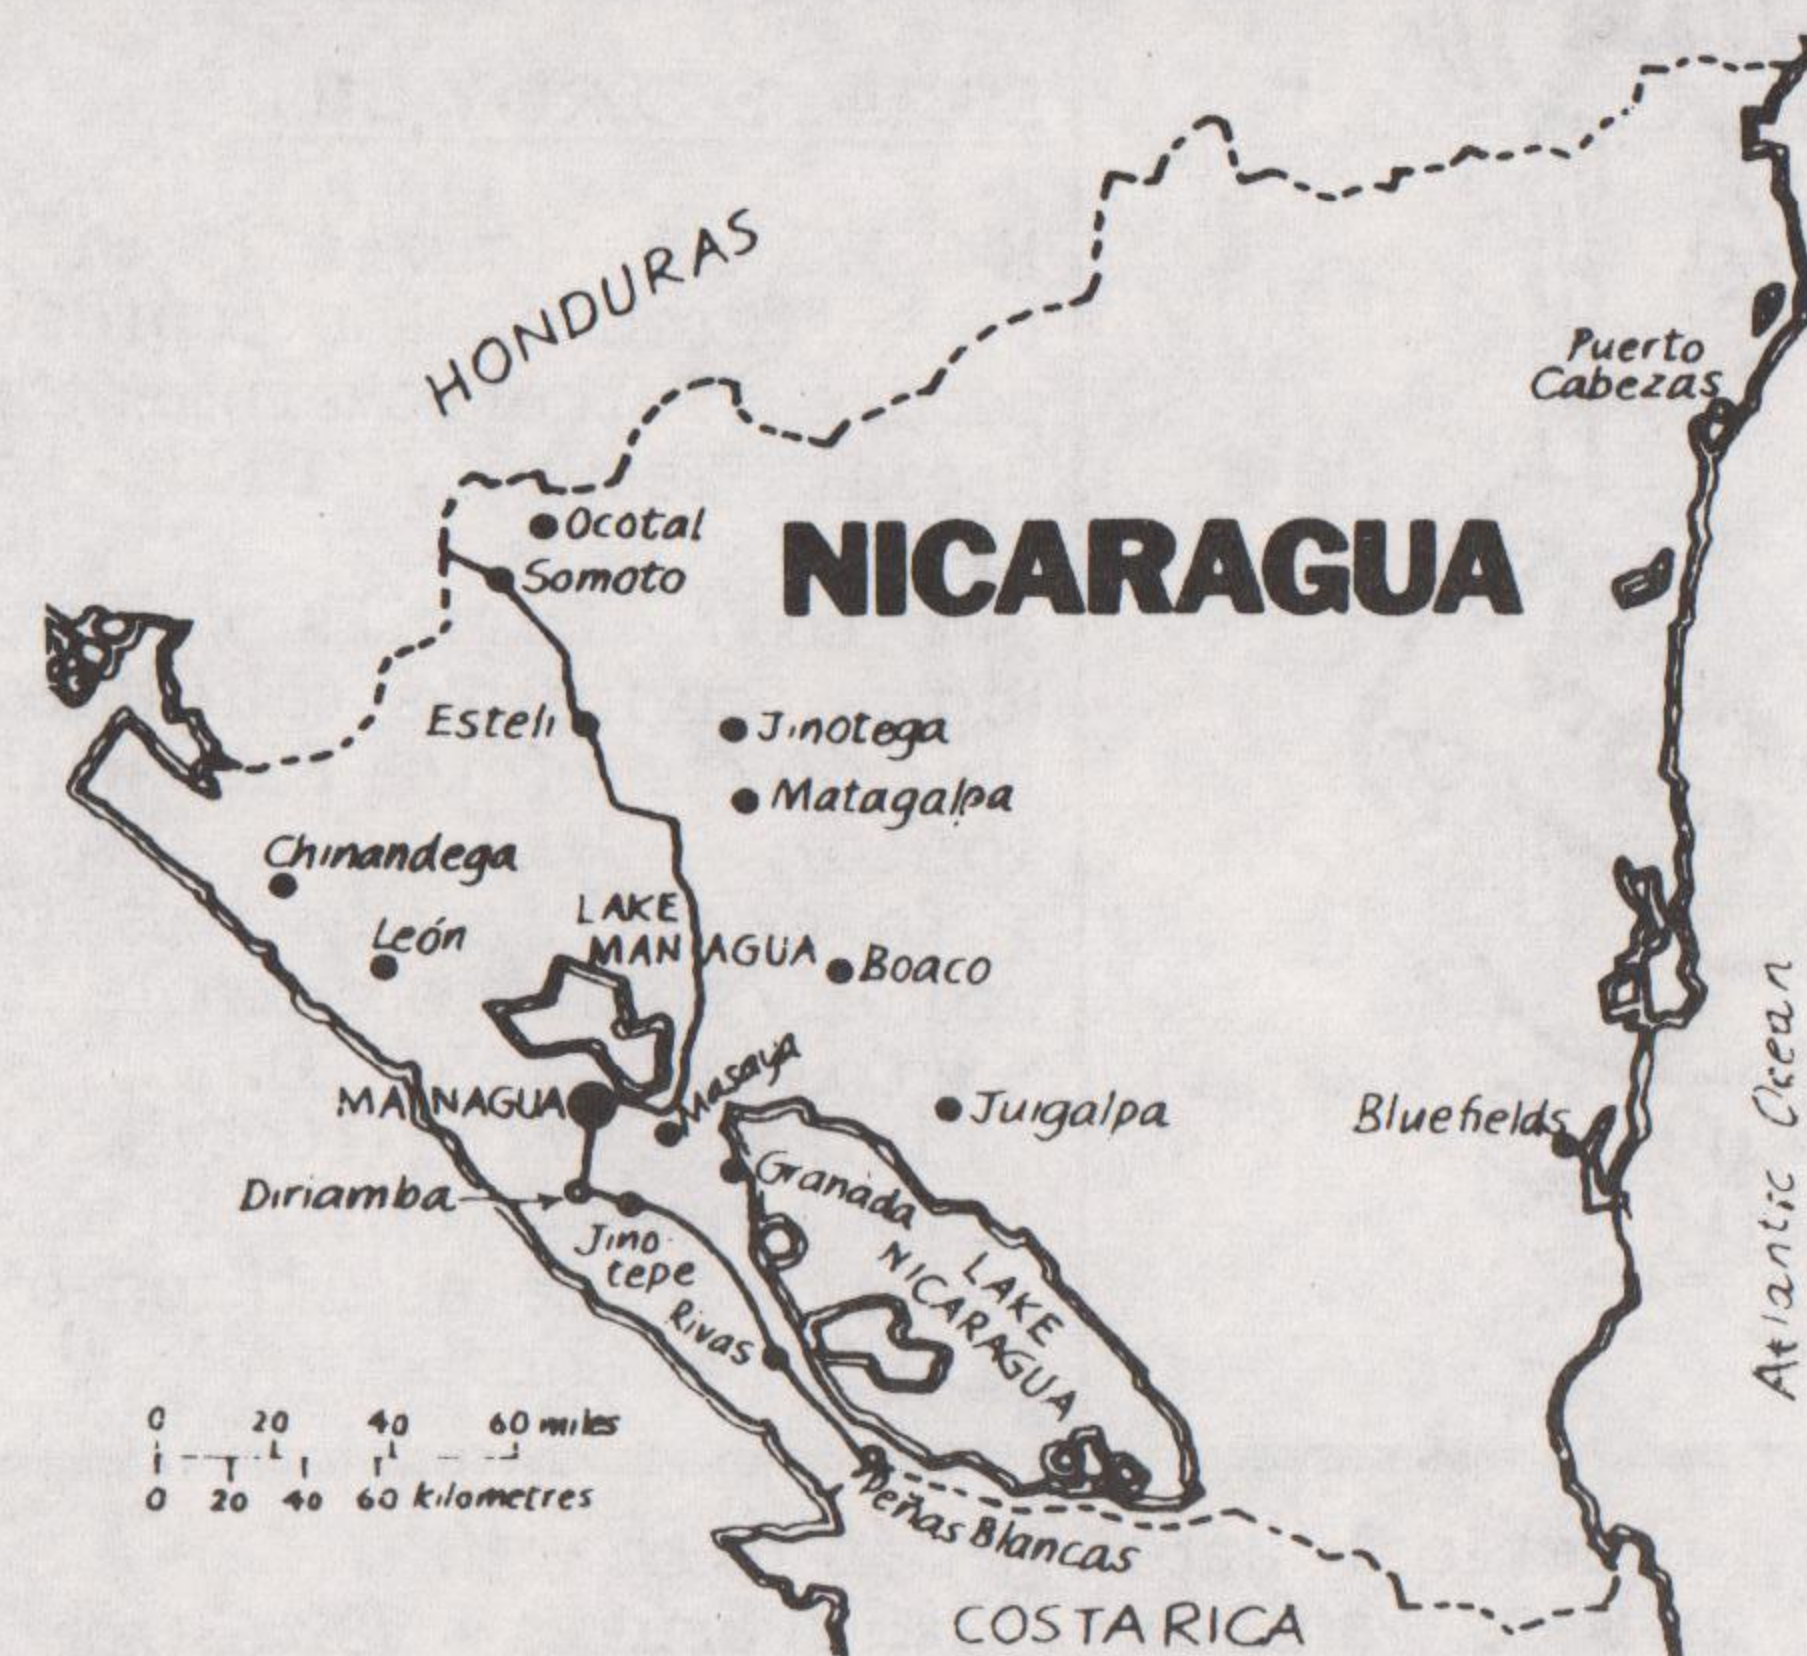 HONDURAS
Puerto
Cabezas
Ocotal
NICARAGUA
Somoto
Esteli
Jinotega
Matagalpa
Chinandega
LAKE
MANAGUA
León
Boaco
Masaya
MANAGUA
Juigalpa
Bluefields
Atlantic Ocean
Granada
Diriamba
Jino
tepe
LAKE
NICARAGUA
Rivas
0 20 40 60 miles
0 20 40 60 kilometres
Peñas Blancas
COSTA RICA